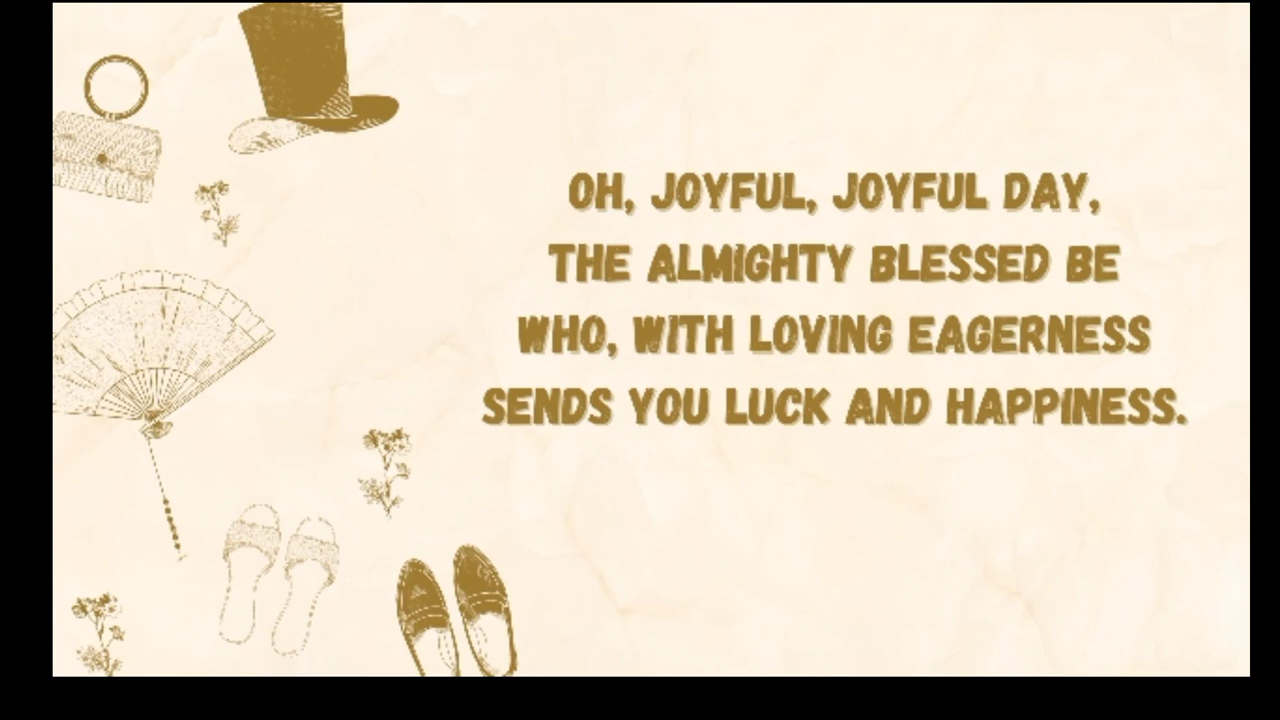 OH, JOYFUL, JOYFUL DAY,
THE ALMIGHTY BLESSED BE
WHO, WITH LOVING EAGERNESS
SENDS YOU LUCK AND HAPPINESS.